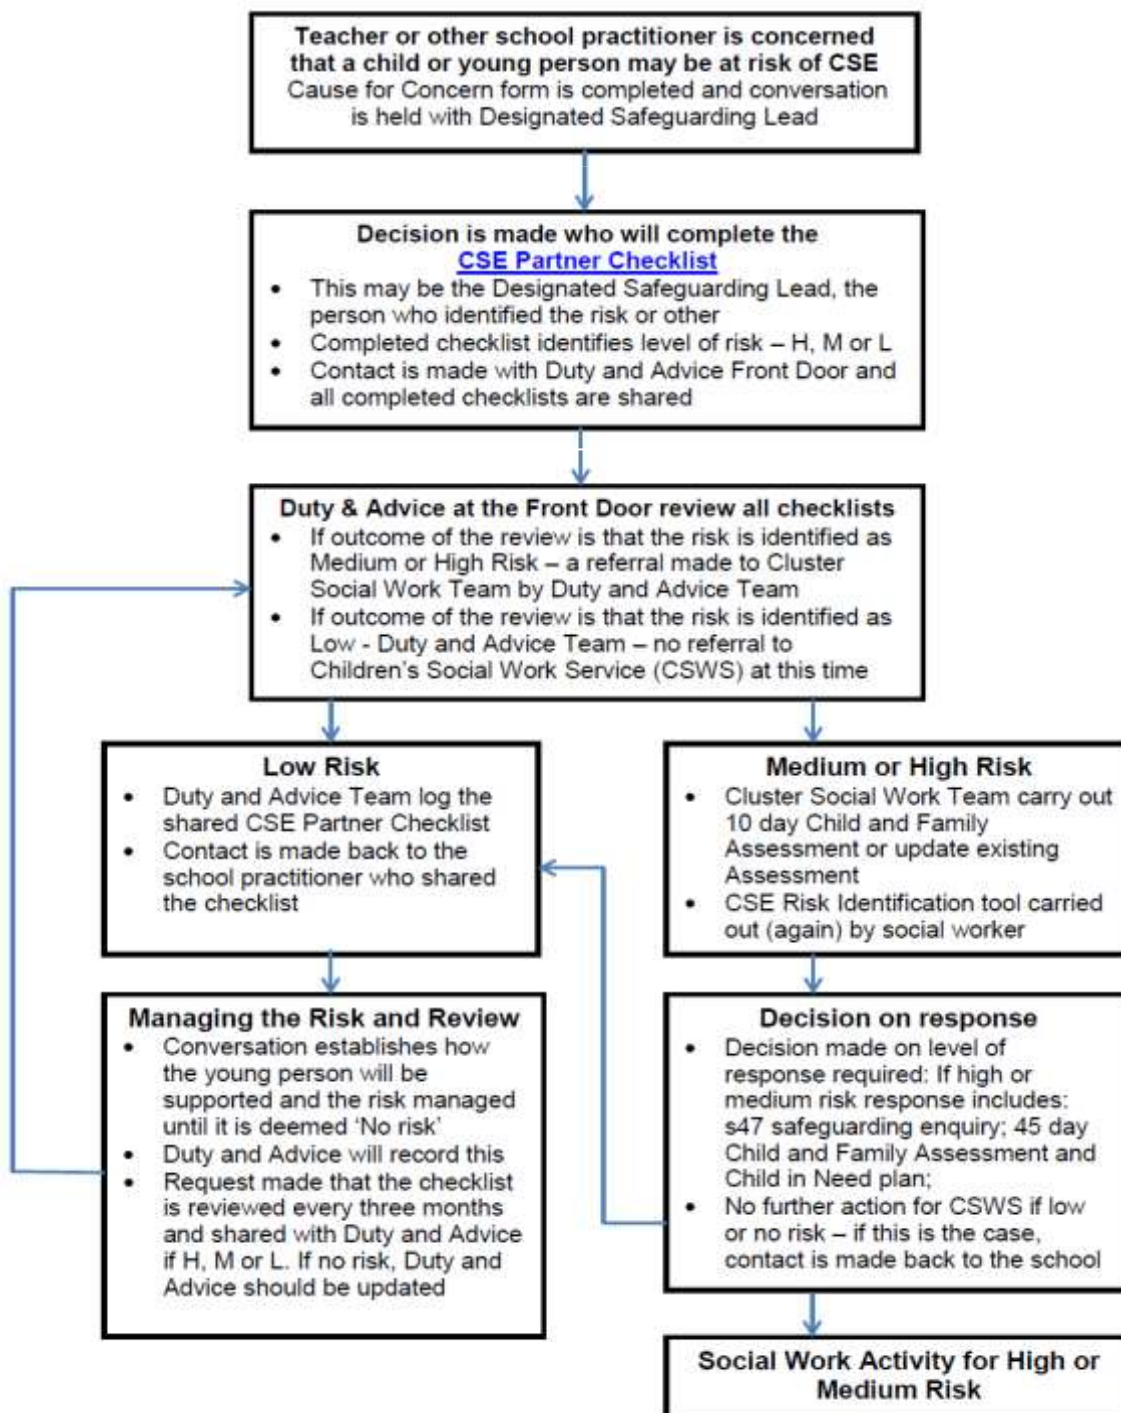 Teacher or other school practitioner is concerned
that a child or young person may be at risk of CSE
Cause for Concern form is completed and conversation
is held with Designated Safeguarding Lead
Decision is made who will complete the
CSE Partner Checklist
• This may be the Designated Safeguarding Lead, the
person who identified the risk or other
• Completed checklist identifies level of risk – H, M or L
• Contact is made with Duty and Advice Front Door and
all completed checklists are shared
Duty & Advice at the Front Door review all checklists
• If outcome of the review is that the risk is identified as
Medium or High Risk – a referral made to Cluster
Social Work Team by Duty and Advice Team
• If outcome of the review is that the risk is identified as
Low - Duty and Advice Team – no referral to
Children's Social Work Service (CSWS) at this time
Low Risk
• Duty and Advice Team log the
shared CSE Partner Checklist
• Contact is made back to the
school practitioner who shared
the checklist
Medium or High Risk
• Cluster Social Work Team carry out
10 day Child and Family
Assessment or update existing
Assessment
• CSE Risk Identification tool carried
out (again) by social worker
Managing the Risk and Review
• Conversation establishes how
the young person will be
supported and the risk managed
until it is deemed 'No risk'
• Duty and Advice will record this
• Request made that the checklist
is reviewed every three months
and shared with Duty and Advice
if H, M or L. If no risk, Duty and
Advice should be updated
Decision on response
• Decision made on level of
response required: If high or
medium risk response includes:
s47 safeguarding enquiry; 45 day
Child and Family Assessment and
Child in Need plan;
• No further action for CSWS if low
or no risk – if this is the case,
contact is made back to the school
Social Work Activity for High or
Medium Risk